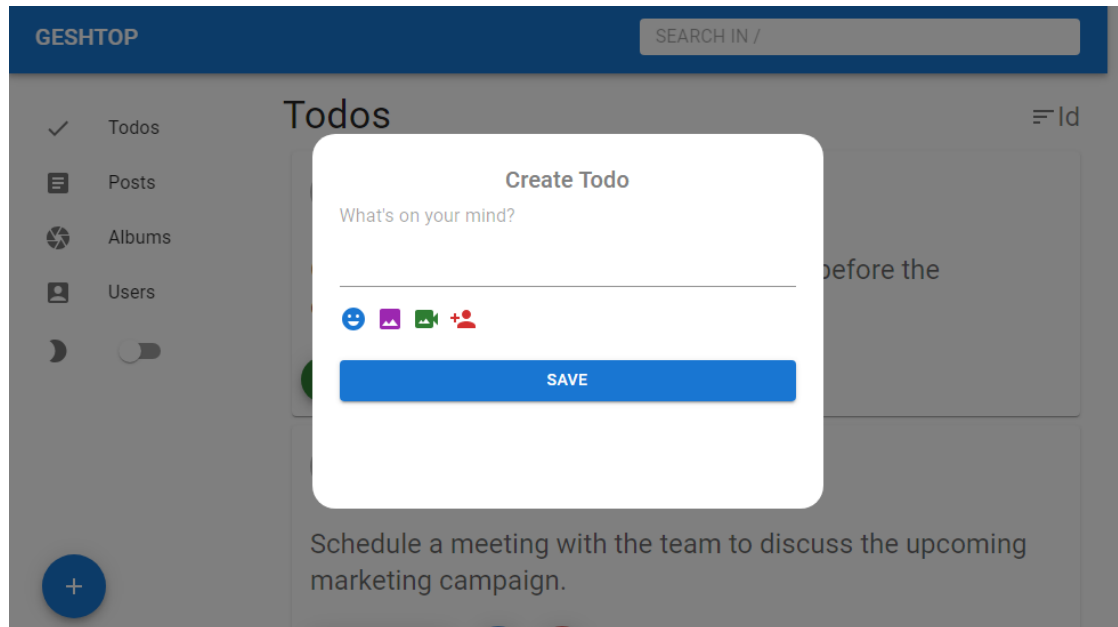 GESHTOP
SEARCH IN /
Todos
Posts
Albums
Users
Todos
Id
Create Todo
What's on your mind?
before the
SAVE
Schedule a meeting with the team to discuss the upcoming
marketing campaign.